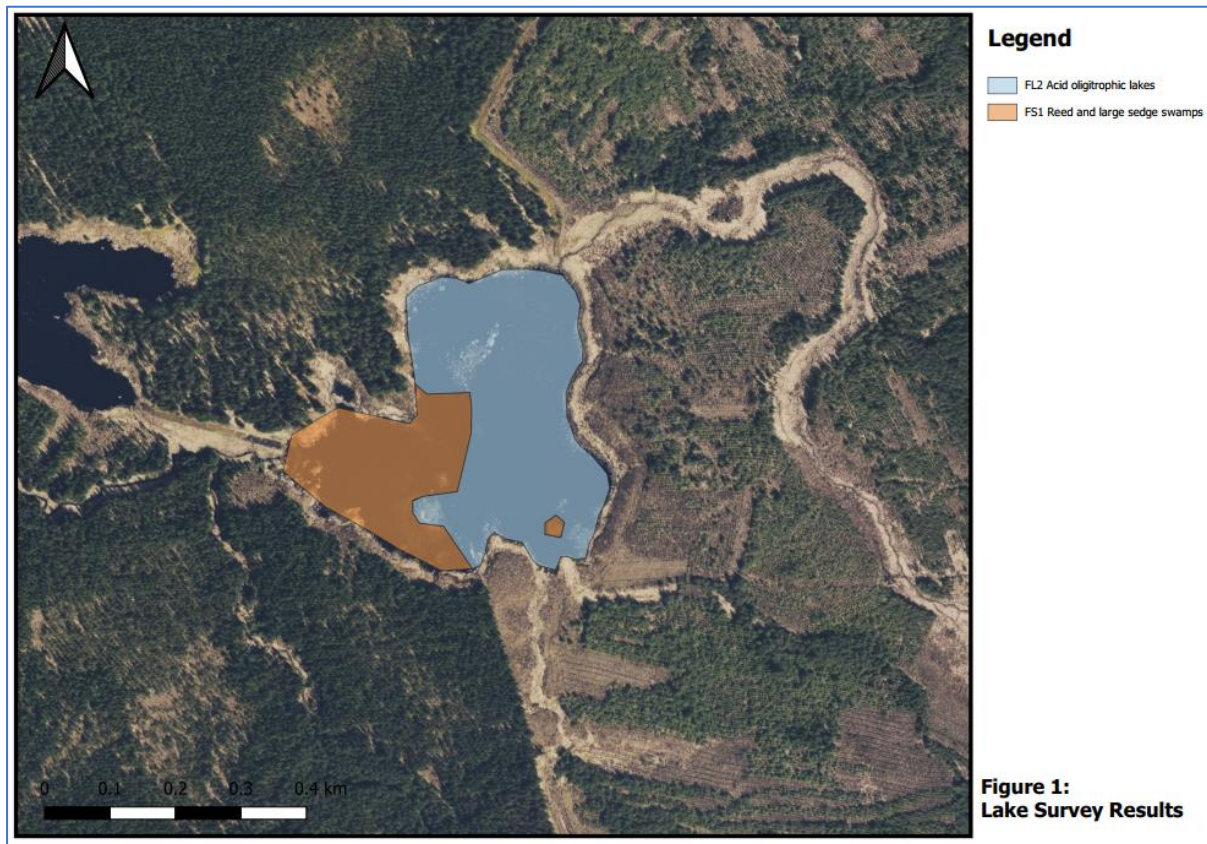 Legend
FL2 Acid oligitrophic lakes
FS1 Reed and large sedge swamps
0 0.1 0.2 0.3 0.4 km
Figure 1:
Lake Survey Results